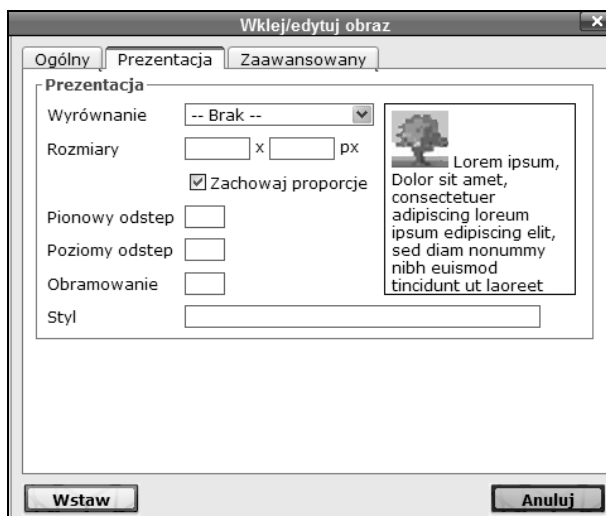 Wklej/edytuj obraz
Ogólny Prezentacja Zaawansowany
Prezentacja
Wyrównanie -- Brak --
Rozmiary x px
Zachowaj proporcje
Pionowy odstep
Poziomy odstep
Obramowanie
Styl
Lorem ipsum,
Dolor sit amet,
consectetuer
adipiscing loreum
ipsum edipiscing elit,
sed diam nonummy
nibh euismod
tincidunt ut laoreet
Wstaw Anuluj